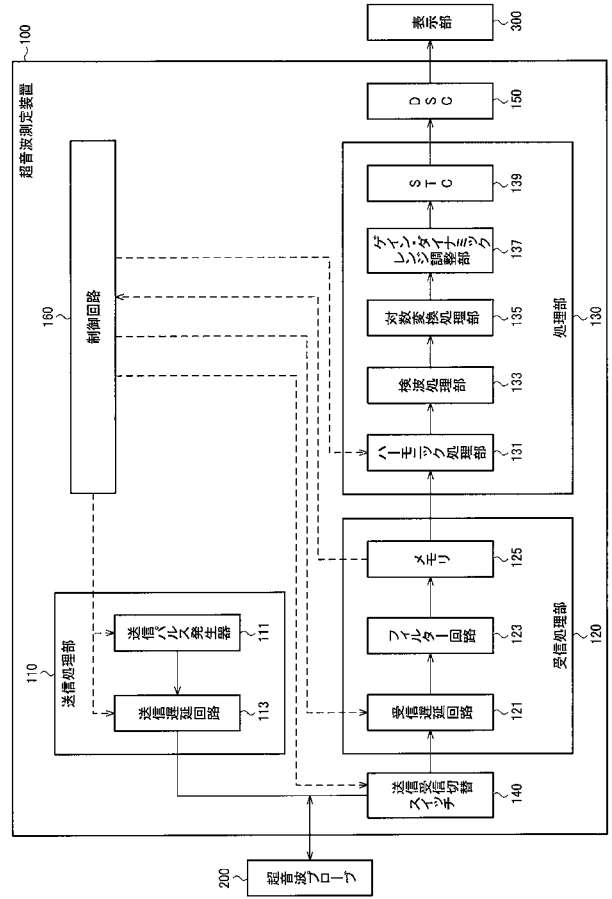 超音波測定装置
100
160
制御回路
110
送信処理部
送信パルス発生器
111
送信遅延回路
113
200
超音波プローブ
送信受信切替
スイッチ
140
受信遅延回路
121
フィルター回路
123
メモリ
125
受信処理部
120
ハーモニック処理部
131
検波処理部
133
対数変換処理部
135
ゲイン・ダイナミック
レンジ調整部
137
STC
139
処理部
130
DSC
150
表示部
300